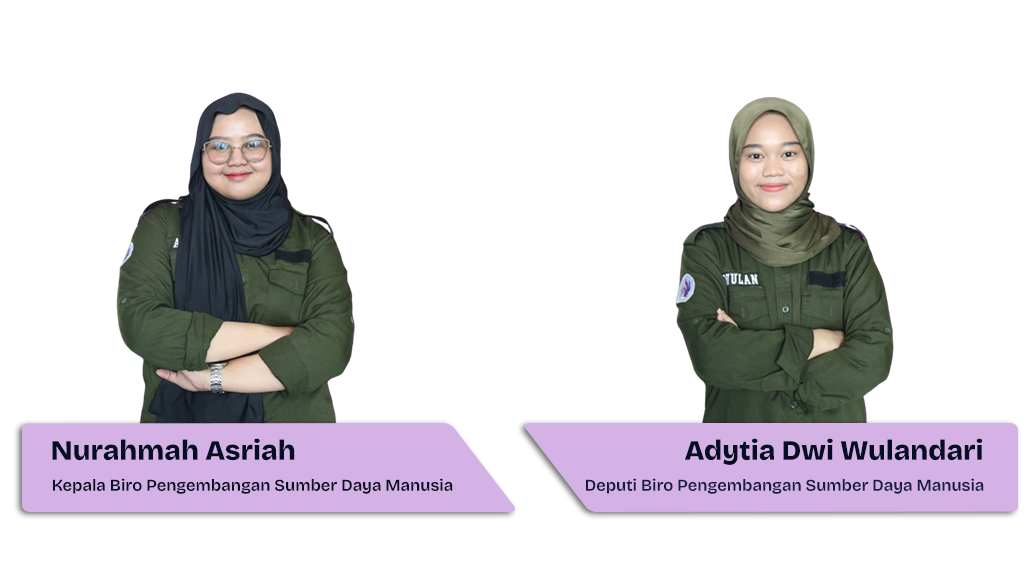 WULAN
Nurahmah Asriah
Kepala Biro Pengembangan Sumber Daya Manusia
Adytia Dwi Wulandari
Deputi Biro Pengembangan Sumber Daya Manusia